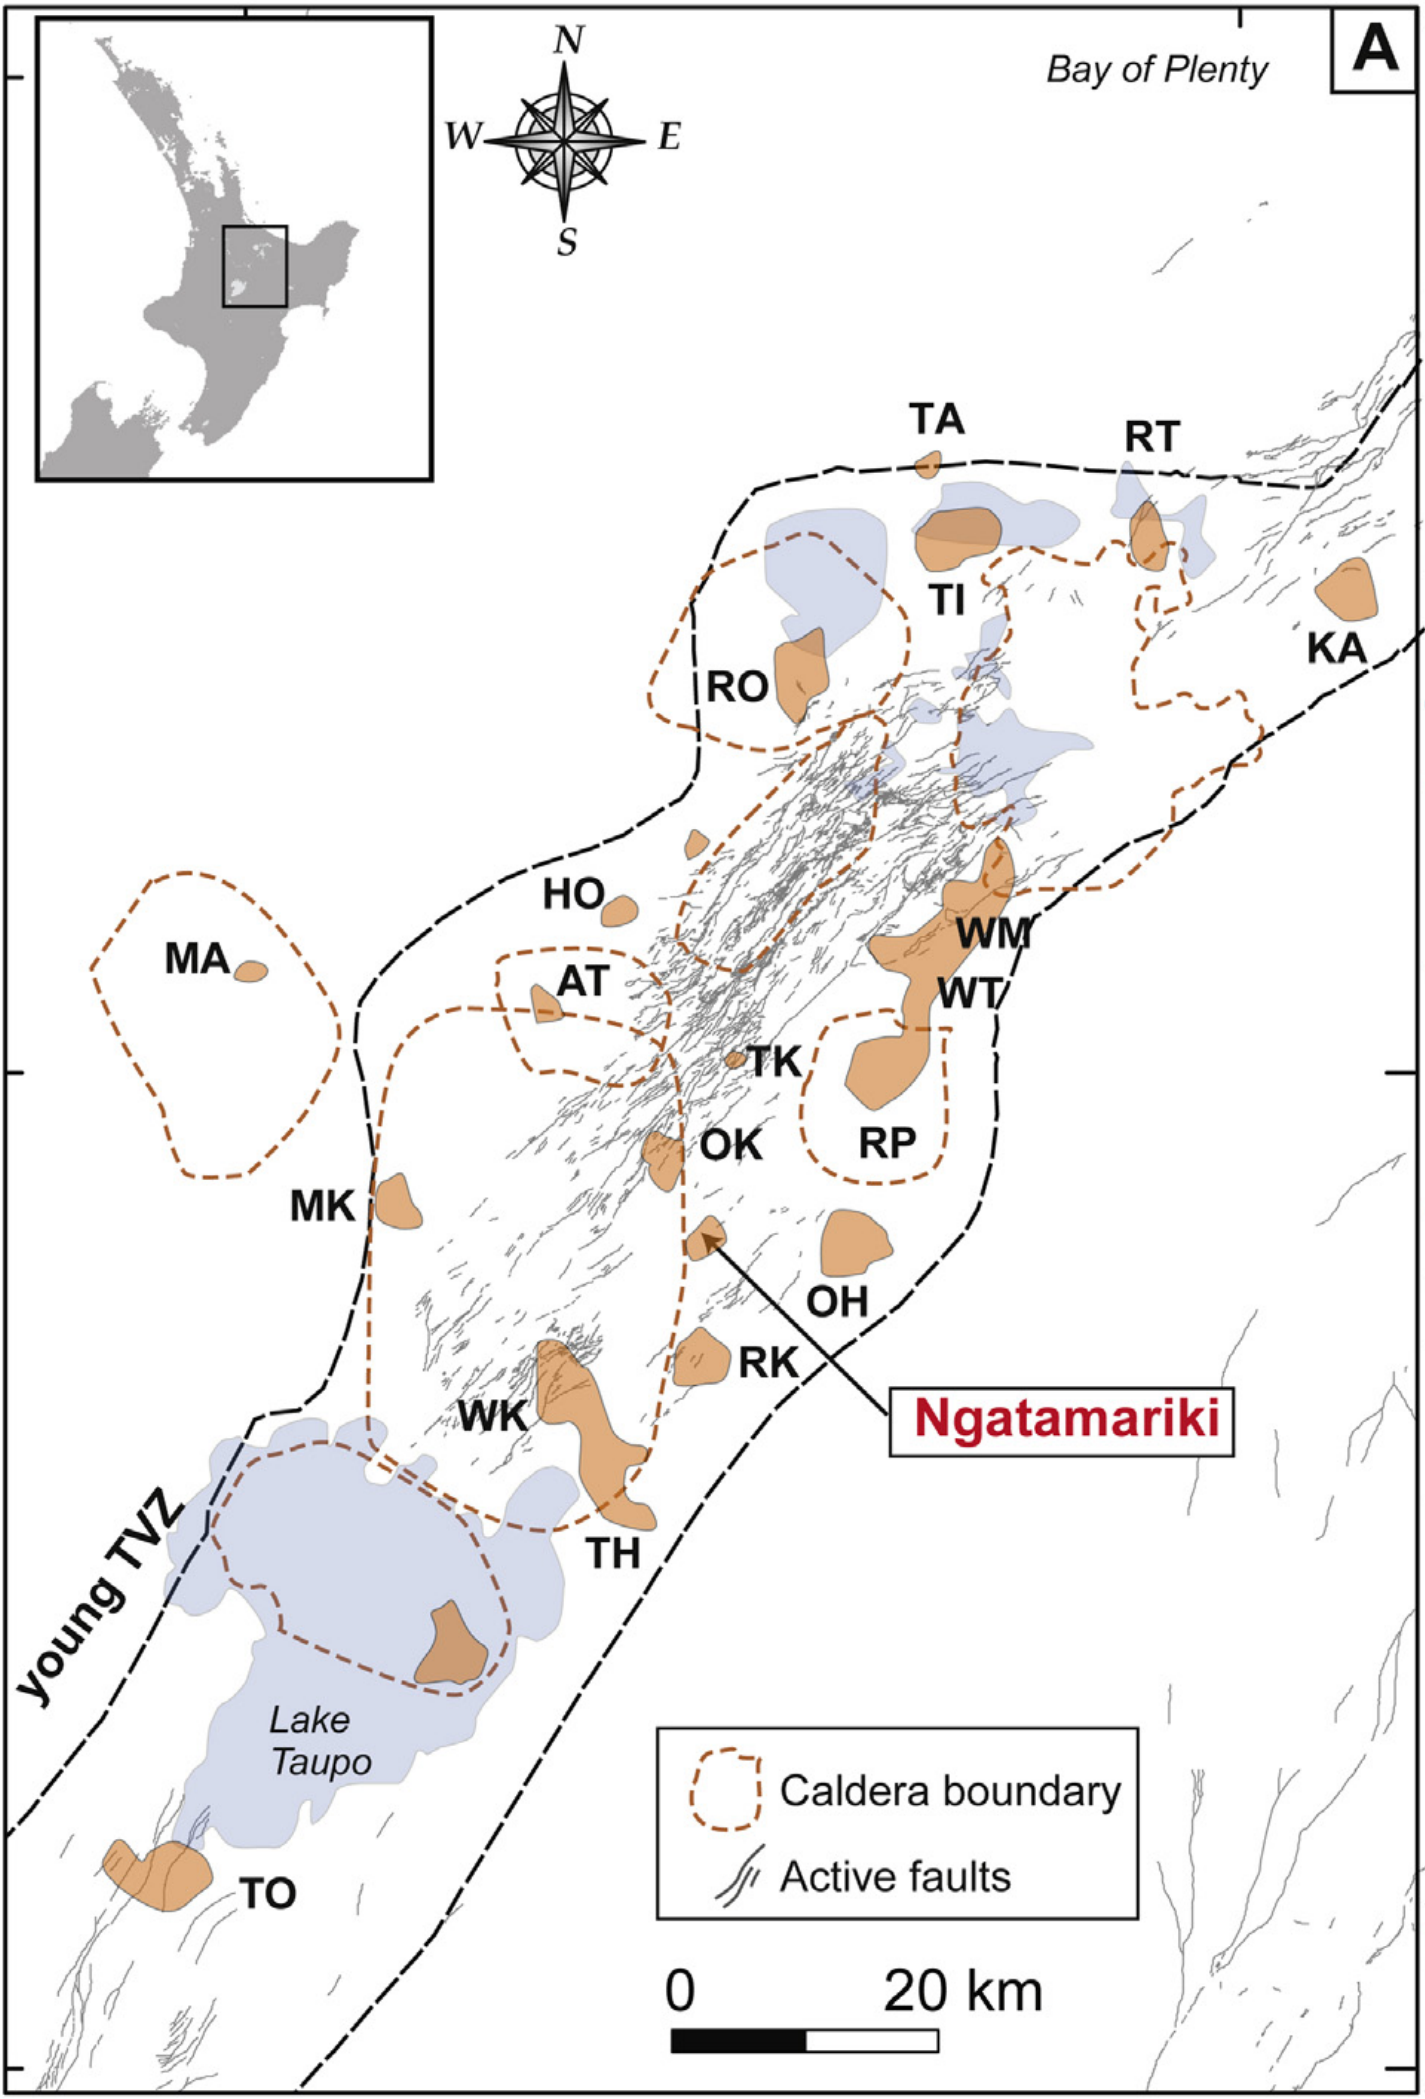 A
Bay of Plenty
N
W
E
S
TA
RT
TI
KA
RO
HO
MA
AT
WM
WT
TK
OK
RP
MK
OH
RK
WK
Ngatamariki
TH
young TVZ
Lake
Taupo
TO
Caldera boundary
Active faults
0 20 km